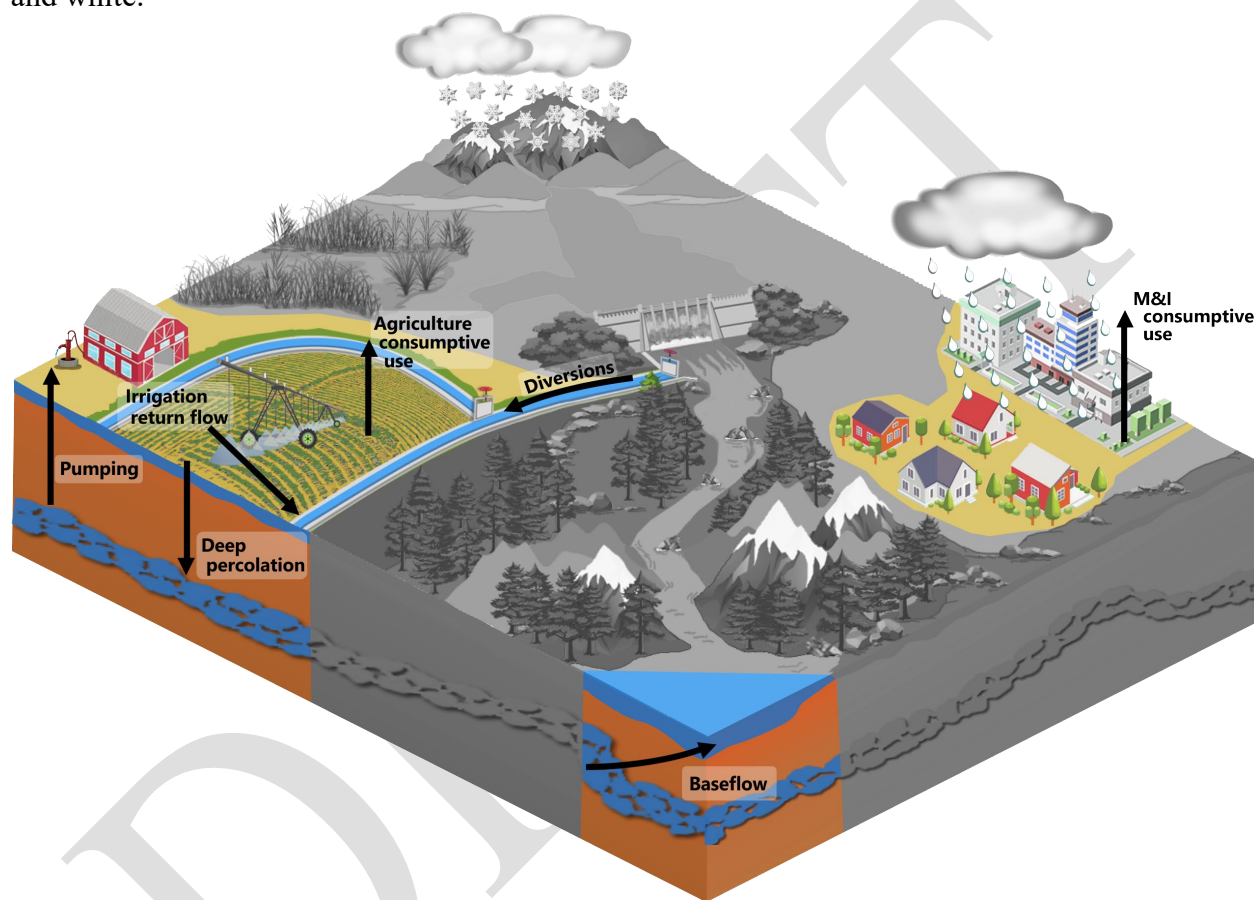 and white.
M&I
consumptive
use
Agriculture
consumptive
use
Diversions
Irrigation
return flow
Pumping
Deep
percolation
Baseflow
DRAFT